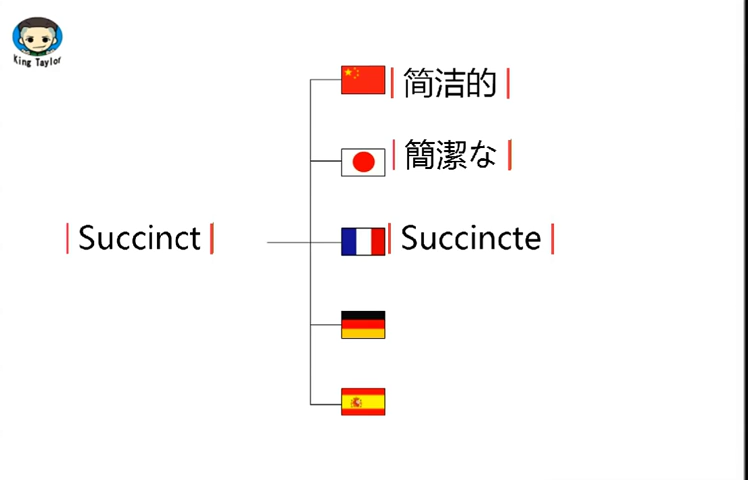 King Taylor
简洁的
簡潔な
Succinct
Succincte